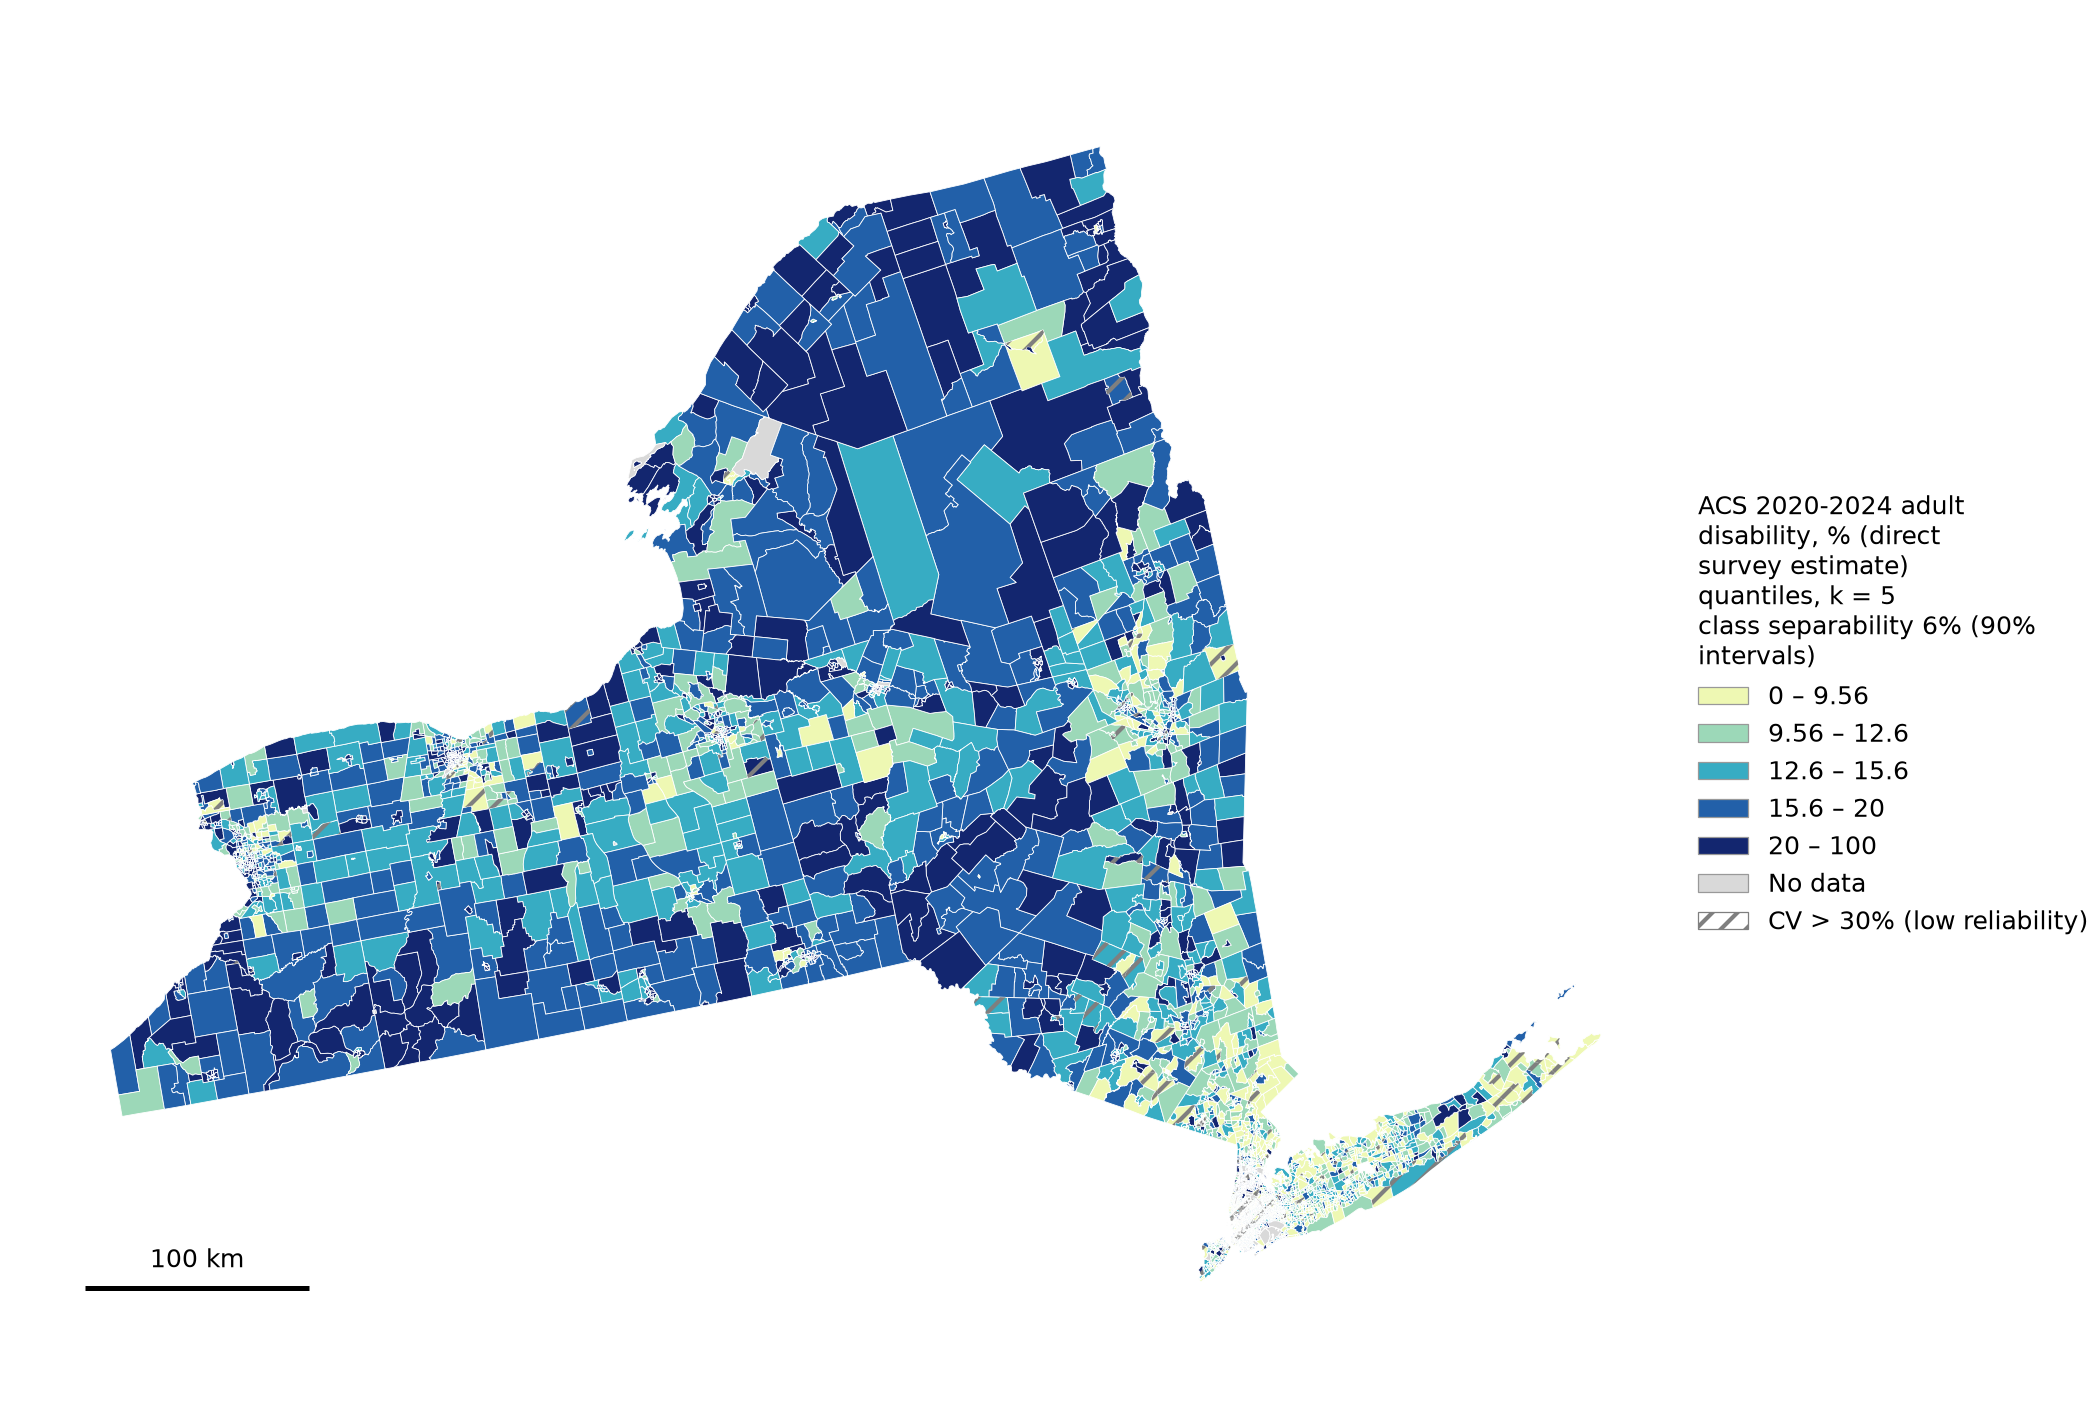 ACS 2020-2024 adult
disability, % (direct
survey estimate)
quantiles, k = 5
class separability 6% (90%
intervals)
0 – 9.56
9.56 – 12.6
12.6 – 15.6
15.6 – 20
20 – 100
No data
CV > 30% (low reliability)
100 km